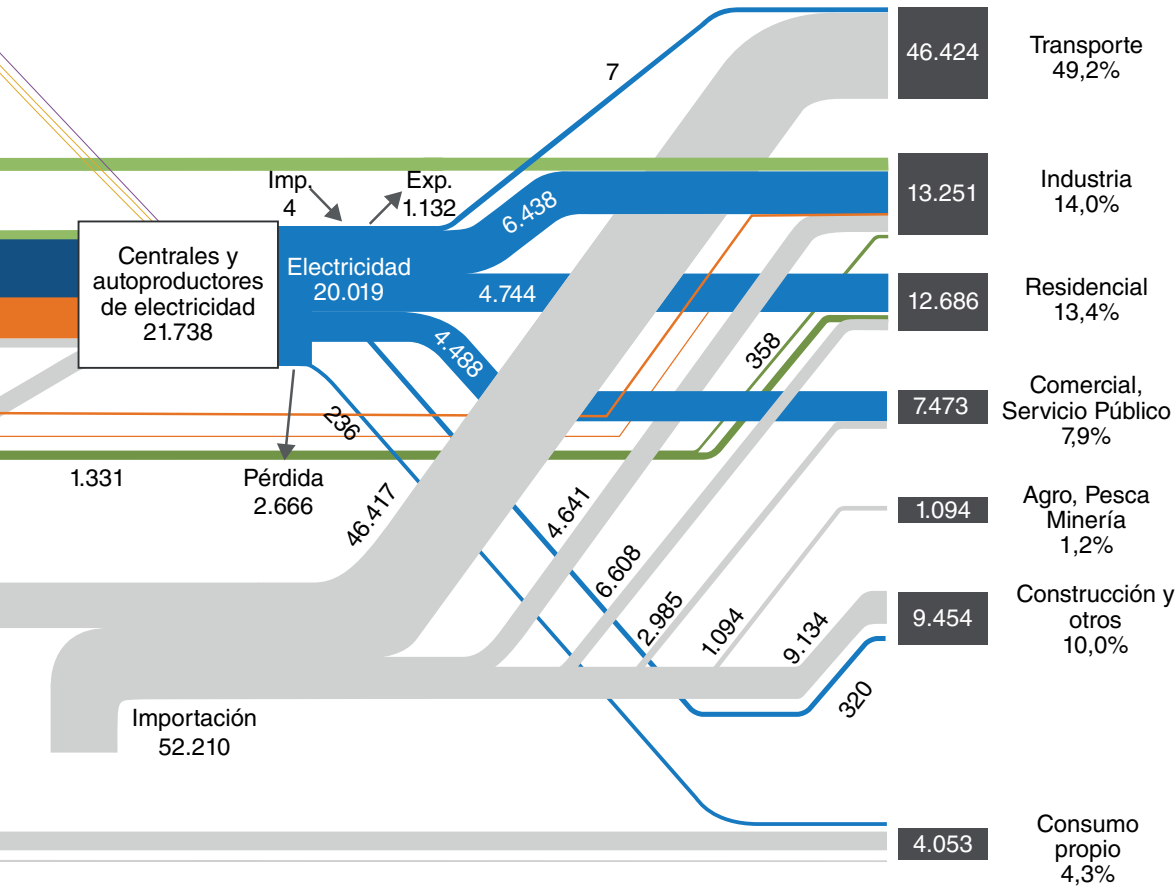 46.424
Transporte
49,2%
7
Imp.
4
Exp.
1.132
6.438
13.251
Industria
14,0%
Centrales y
autoproductores
de electricidad
21.738
Electricidad
20.019
4.744
12.686
Residencial
13,4%
4.488
358
7.473
Comercial,
Servicio Público
7,9%
236
1.331
Pérdida
2.666
46.417
4.641
1.094
Agro, Pesca
Minería
1,2%
6.608
2.985
1.094
9.134
9.454
Construcción y
otros
10,0%
320
Importación
52.210
4.053
Consumo
propio
4,3%